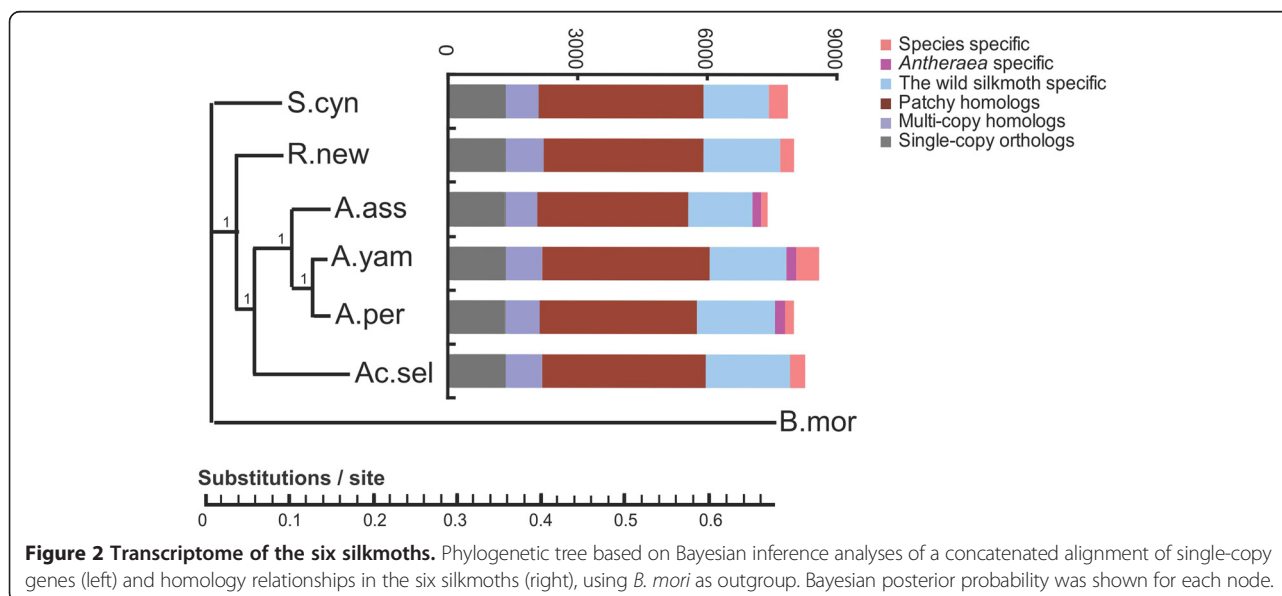 0 3000 6000 9000
Species specific
Antheraea specific
The wild silkmoth specific
Patchy homologs
Multi-copy homologs
Single-copy orthologs
S.cyn
R.new
A.ass
A.yam
A.per
Ac.sel
B.mor
1
1
1
1
Substitutions / site
0 0.1 0.2 0.3 0.4 0.5 0.6
Figure 2 Transcriptome of the six silkmoths. Phylogenetic tree based on Bayesian inference analyses of a concatenated alignment of single-copy
genes (left) and homology relationships in the six silkmoths (right), using B. mori as outgroup. Bayesian posterior probability was shown for each node.